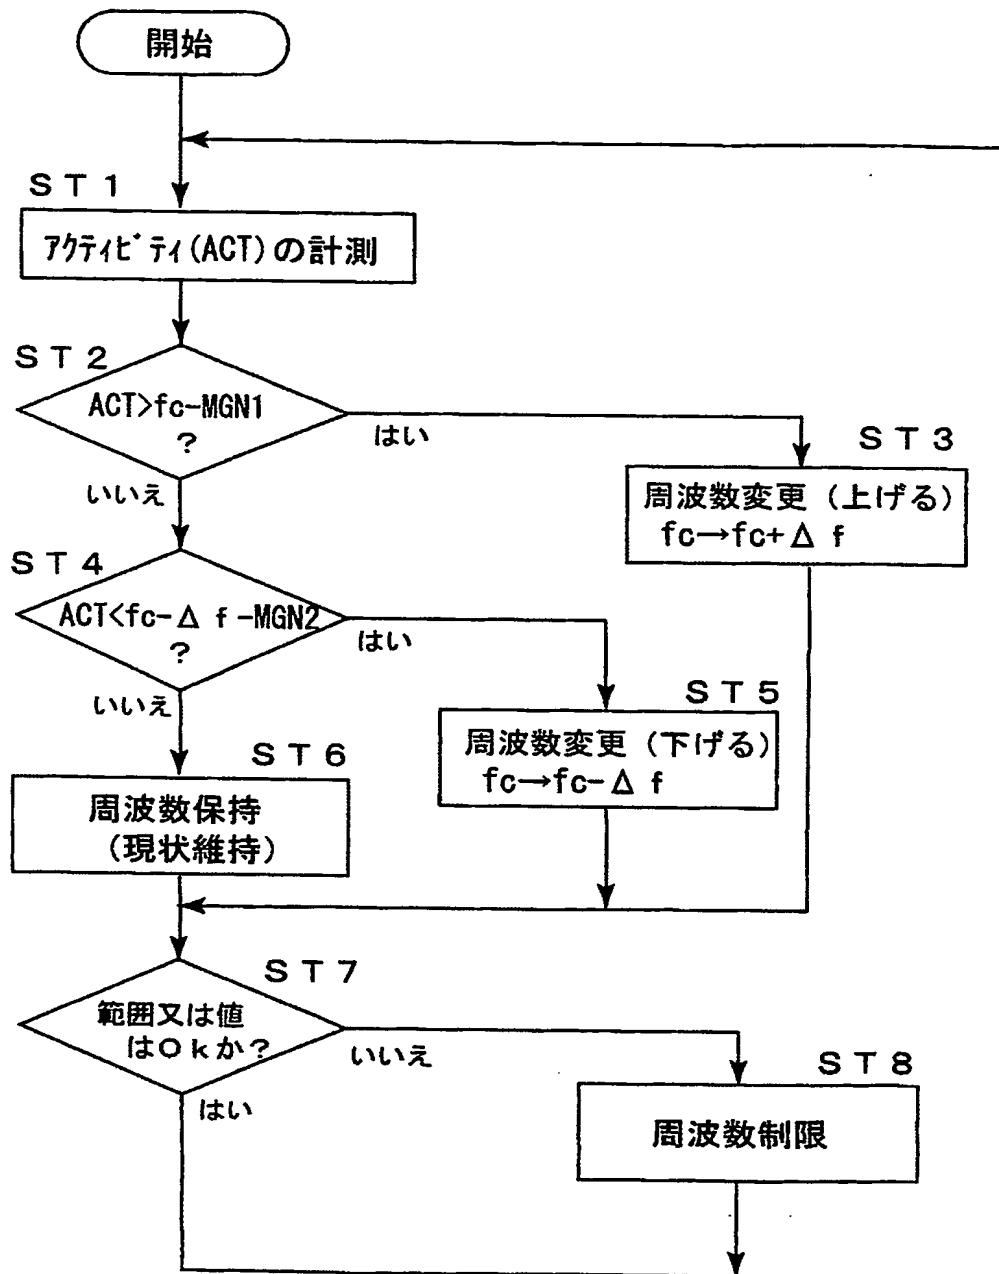 開始
ＳＴ１
ｱｸﾃｨﾋﾞﾃｨ(ACT)の計測
ＳＴ２
ACT>fc-MGN1
?
はい
いいえ
ＳＴ３
周波数変更（上げる）
fc→fc+Δf
ＳＴ４
ACT<fc-Δf-MGN2
?
はい
いいえ
ＳＴ５
周波数変更（下げる）
fc→fc-Δf
ＳＴ６
周波数保持
（現状維持）
ＳＴ７
範囲又は値
はＯｋか？
いいえ
はい
ＳＴ８
周波数制限